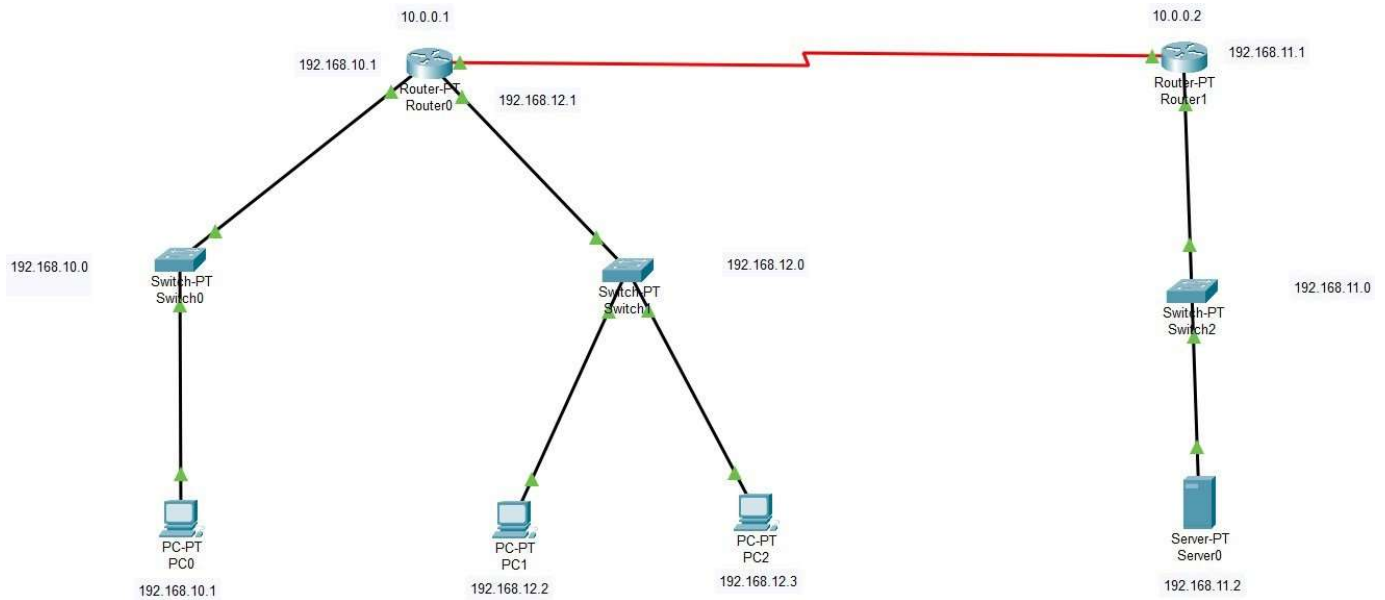 10.0.0.1
10.0.0.2
192.168.10.1
Router-PT
Router0
192.168.12.1
192.168.11.1
Router-PT
Router1
192.168.10.0
Switch-PT
Switch0
Switch-PT
Switch1
192.168.12.0
Switch-PT
Switch2
192.168.11.0
PC-PT
PC0
192.168.10.1
PC-PT
PC1
192.168.12.2
PC-PT
PC2
192.168.12.3
Server-PT
Server0
192.168.11.2